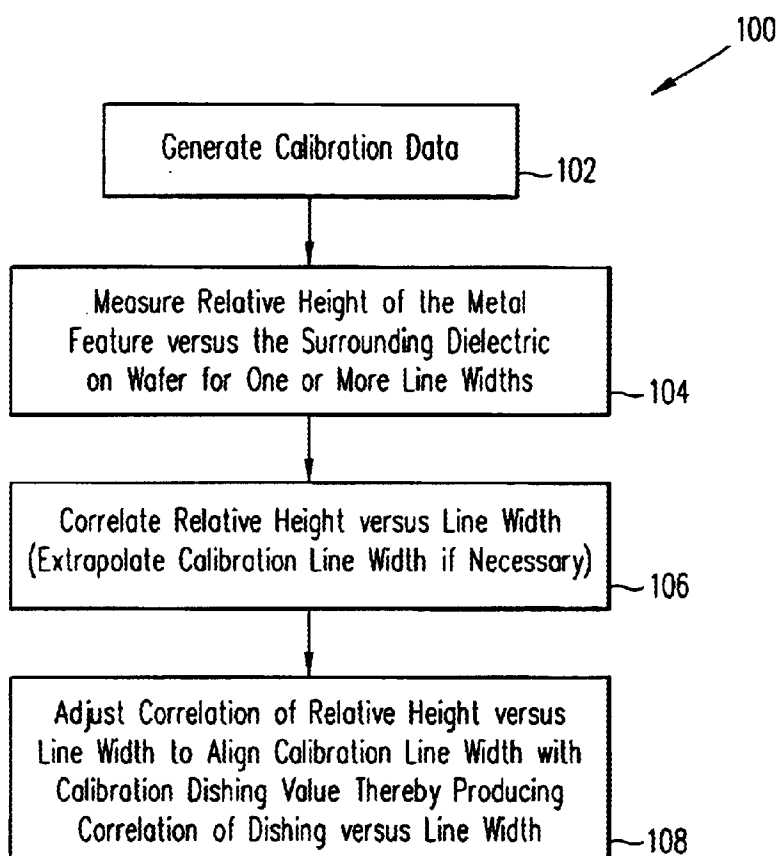 100
Generate Calibration Data
102
Measure Relative Height of the Metal
Feature versus the Surrounding Dielectric
on Wafer for One or More Line Widths
104
Correlate Relative Height versus Line Width
(Extrapolate Calibration Line Width if Necessary)
106
Adjust Correlation of Relative Height versus
Line Width to Align Calibration Line Width with
Calibration Dishing Value Thereby Producing
Correlation of Dishing versus Line Width
108